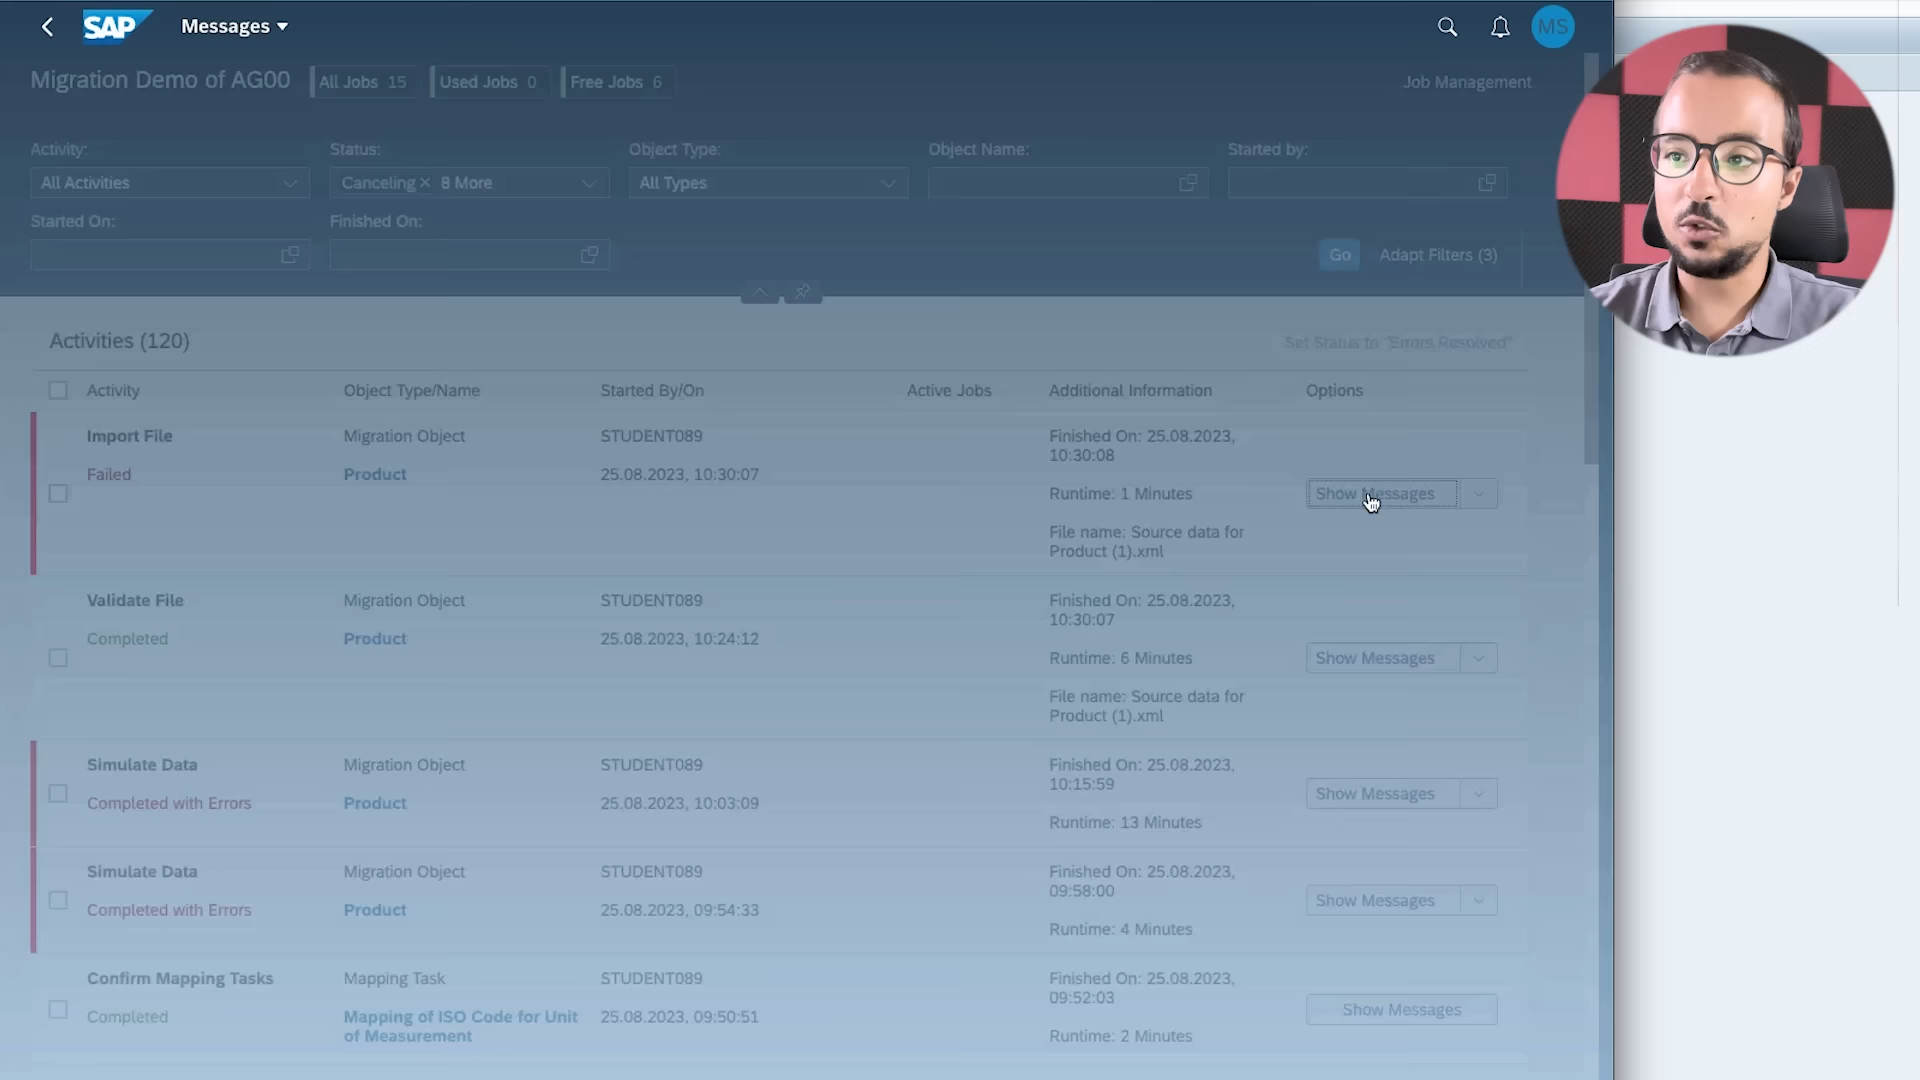 SAP
Messages
MS
Migration Demo of AG00
All Jobs 15
Used Jobs 0
Free Jobs 6
Job Management
Activity:
Status:
Object Type:
Object Name:
Started by:
All Activities
Canceling 8 More
All Types
Started On:
Finished On:
Go
Adapt Filters (3)
Activities (120)
Set Status to "Errors Resolved"
Activity
Object Type/Name
Started By/On
Active Jobs
Additional Information
Options
Import File
Failed
Migration Object
Product
STUDENT089
25.08.2023, 10:30:07
Finished On: 25.08.2023,
10:30:08
Runtime: 1 Minutes
File name: Source data for
Product (1).xml
Show Messages
Validate File
Completed
Migration Object
Product
STUDENT089
25.08.2023, 10:24:12
Finished On: 25.08.2023,
10:30:07
Runtime: 6 Minutes
File name: Source data for
Product (1).xml
Show Messages
Simulate Data
Completed with Errors
Migration Object
Product
STUDENT089
25.08.2023, 10:03:09
Finished On: 25.08.2023,
10:15:59
Runtime: 13 Minutes
Show Messages
Simulate Data
Completed with Errors
Migration Object
Product
STUDENT089
25.08.2023, 09:54:33
Finished On: 25.08.2023,
09:58:00
Runtime: 4 Minutes
Show Messages
Confirm Mapping Tasks
Completed
Mapping Task
Mapping of ISO Code for Unit
of Measurement
STUDENT089
25.08.2023, 09:50:51
Finished On: 25.08.2023,
09:52:03
Runtime: 2 Minutes
Show Messages